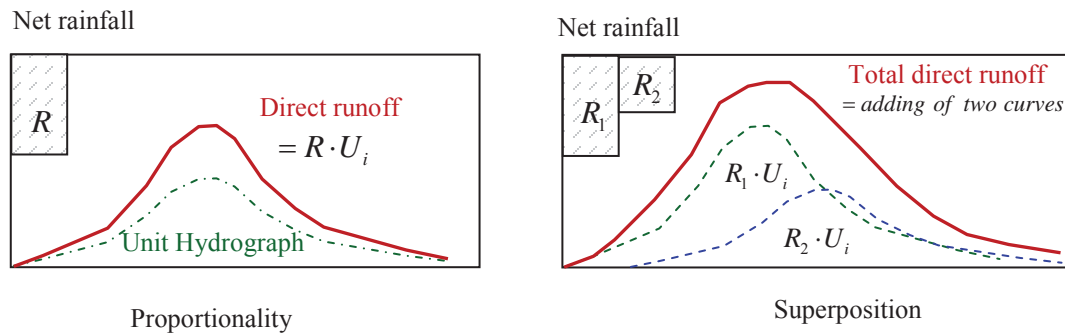 Net rainfall
R
Direct runoff
= R · U_i
Unit Hydrograph
Proportionality
Net rainfall
R_1
R_2
Total direct runoff
= adding of two curves
R_1 · U_i
R_2 · U_i
Superposition